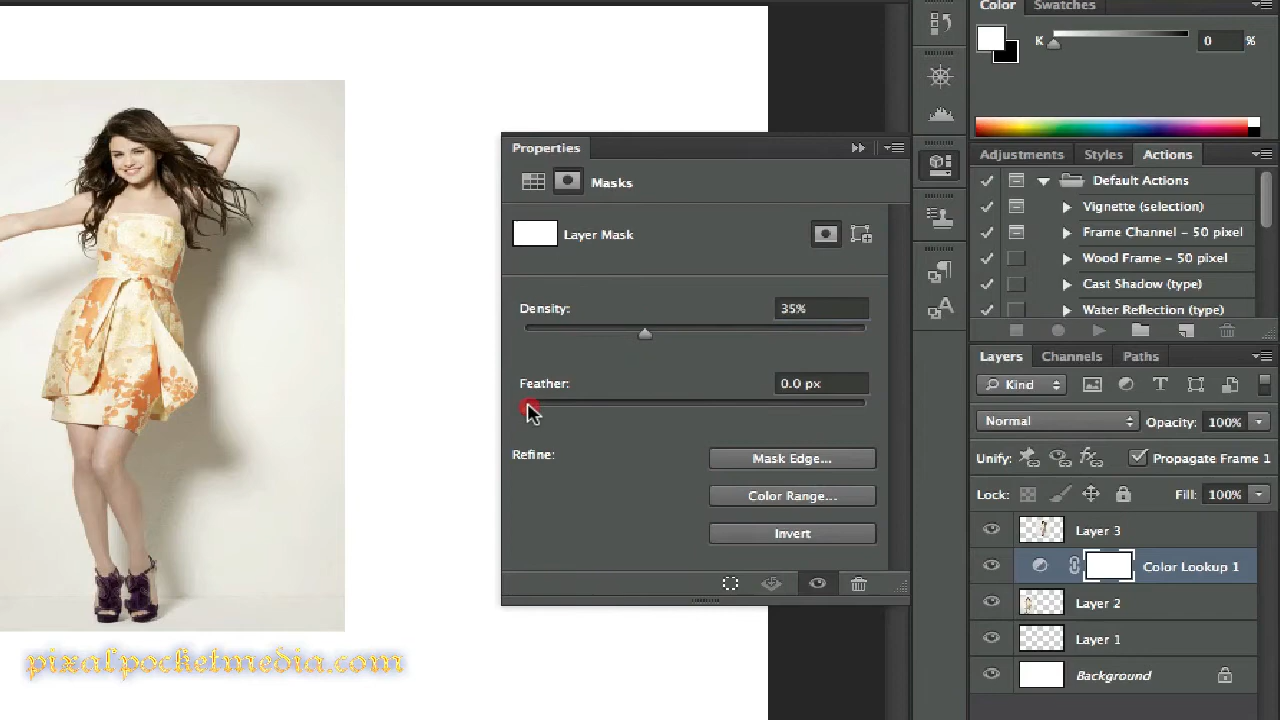 Color Swatches
K 0 %
Properties
Masks
Layer Mask
Density: 35%
Feather: 0.0 px
Refine:
Mask Edge...
Color Range...
Invert
Adjustments Styles Actions
Default Actions
Vignette (selection)
Frame Channel - 50 pixel
Wood Frame - 50 pixel
Cast Shadow (type)
Water Reflection (type)
Layers Channels Paths
Kind
Normal Opacity: 100%
Unify: Propagate Frame 1
Lock: Fill: 100%
Layer 3
Color Lookup 1
Layer 2
Layer 1
Background
pixalpocketmedia.com